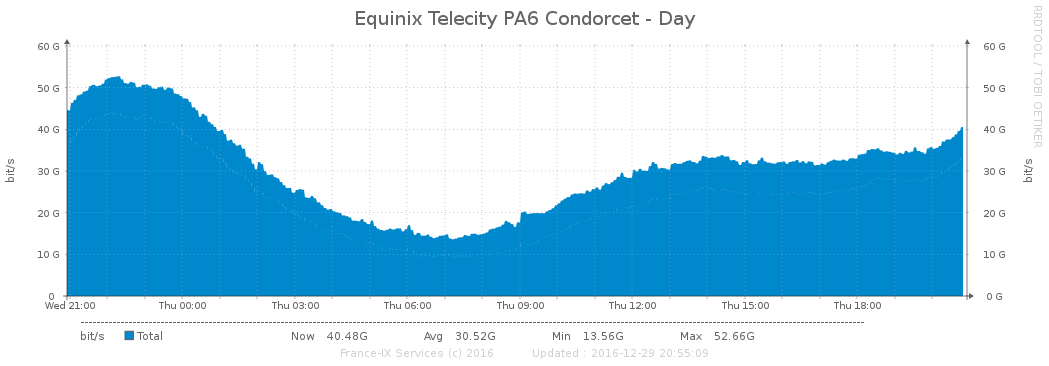 Equinix Telecity PA6 Condorcet - Day
RRDTOOL / TOBI OETIKER
bit/s
60 G
50 G
40 G
30 G
20 G
10 G
0
60 G
50 G
40 G
30 G
20 G
10 G
0 G
bit/s
Wed 21:00 Thu 00:00 Thu 03:00 Thu 06:00 Thu 09:00 Thu 12:00 Thu 15:00 Thu 18:00
bit/s Total Now 40.48G Avg 30.52G Min 13.56G Max 52.66G
France-IX Services (c) 2016 Updated : 2016-12-29 20:55:09